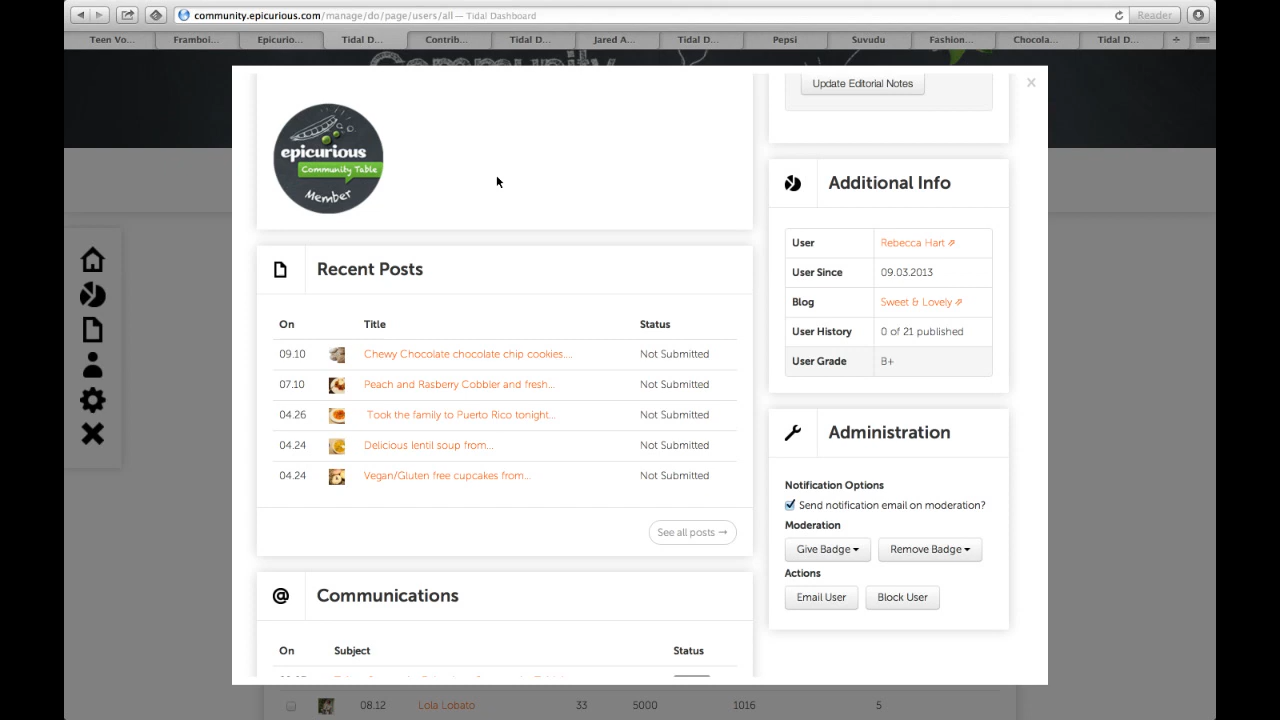 community.epicurious.com/manage/do/page/users/all — Tidal Dashboard
Reader
Teen Vo...
Framboi...
Epicurio...
Tidal D...
Contrib...
Tidal D...
Jared A...
Tidal D...
Pepsi
Suvudu
Fashion...
Chocola...
Tidal D...
Community
Update Editorial Notes
epicurious
Community Table
Member
Additional Info
User Rebecca Hart
User Since 09.03.2013
Blog Sweet & Lovely
User History 0 of 21 published
User Grade B+
Recent Posts
On Title Status
09.10 Chewy Chocolate chocolate chip cookies.... Not Submitted
07.10 Peach and Rasberry Cobbler and fresh... Not Submitted
04.26 Took the family to Puerto Rico tonight... Not Submitted
04.24 Delicious lentil soup from... Not Submitted
04.24 Vegan/Gluten free cupcakes from... Not Submitted
See all posts →
Administration
Notification Options
Send notification email on moderation?
Moderation
Give Badge
Remove Badge
Actions
Email User
Block User
@ Communications
On Subject Status
08.12 Lola Lobato 33 5000 1016 5